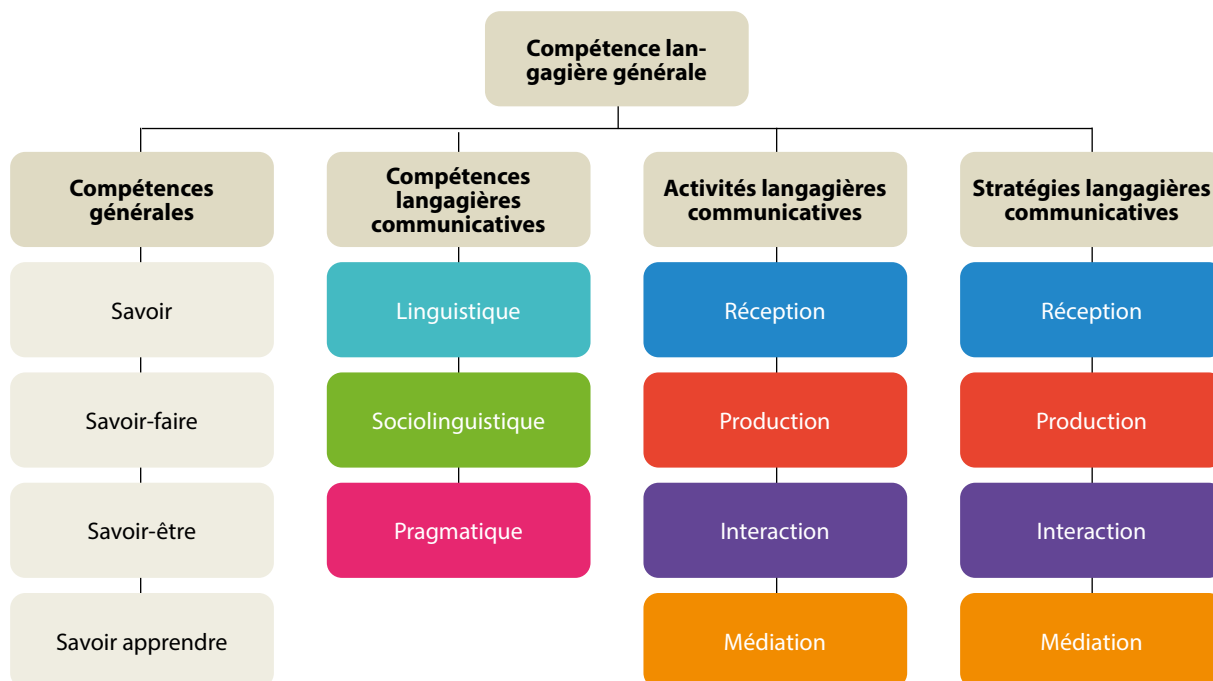 Compétence lan-
gagière générale
Compétences
générales
Compétences
langagières
communicatives
Activités langagières
communicatives
Stratégies langagières
communicatives
Savoir
Linguistique
Réception
Réception
Savoir-faire
Sociolinguistique
Production
Production
Savoir-être
Pragmatique
Interaction
Interaction
Savoir apprendre
Médiation
Médiation